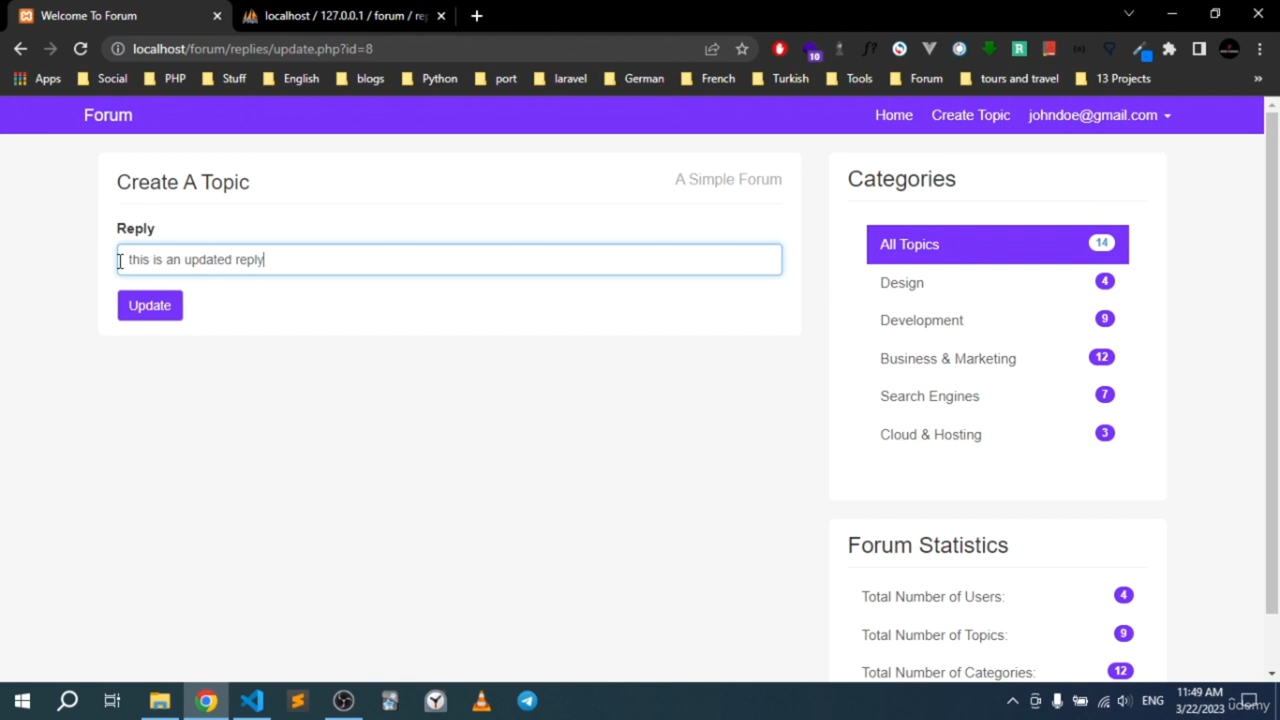 Welcome To Forum
localhost / 127.0.0.1 / forum / re
localhost/forum/replies/update.php?id=8
10
Apps
Social
PHP
Stuff
English
blogs
Python
port
laravel
German
French
Turkish
Tools
Forum
tours and travel
13 Projects
Forum
Home
Create Topic
johndoe@gmail.com
Create A Topic
A Simple Forum
Reply
this is an updated reply
Update
Categories
All Topics 14
Design 4
Development 9
Business & Marketing 12
Search Engines 7
Cloud & Hosting 3
Forum Statistics
Total Number of Users: 4
Total Number of Topics: 9
Total Number of Categories: 12
ENG
11:49 AM
3/22/2023